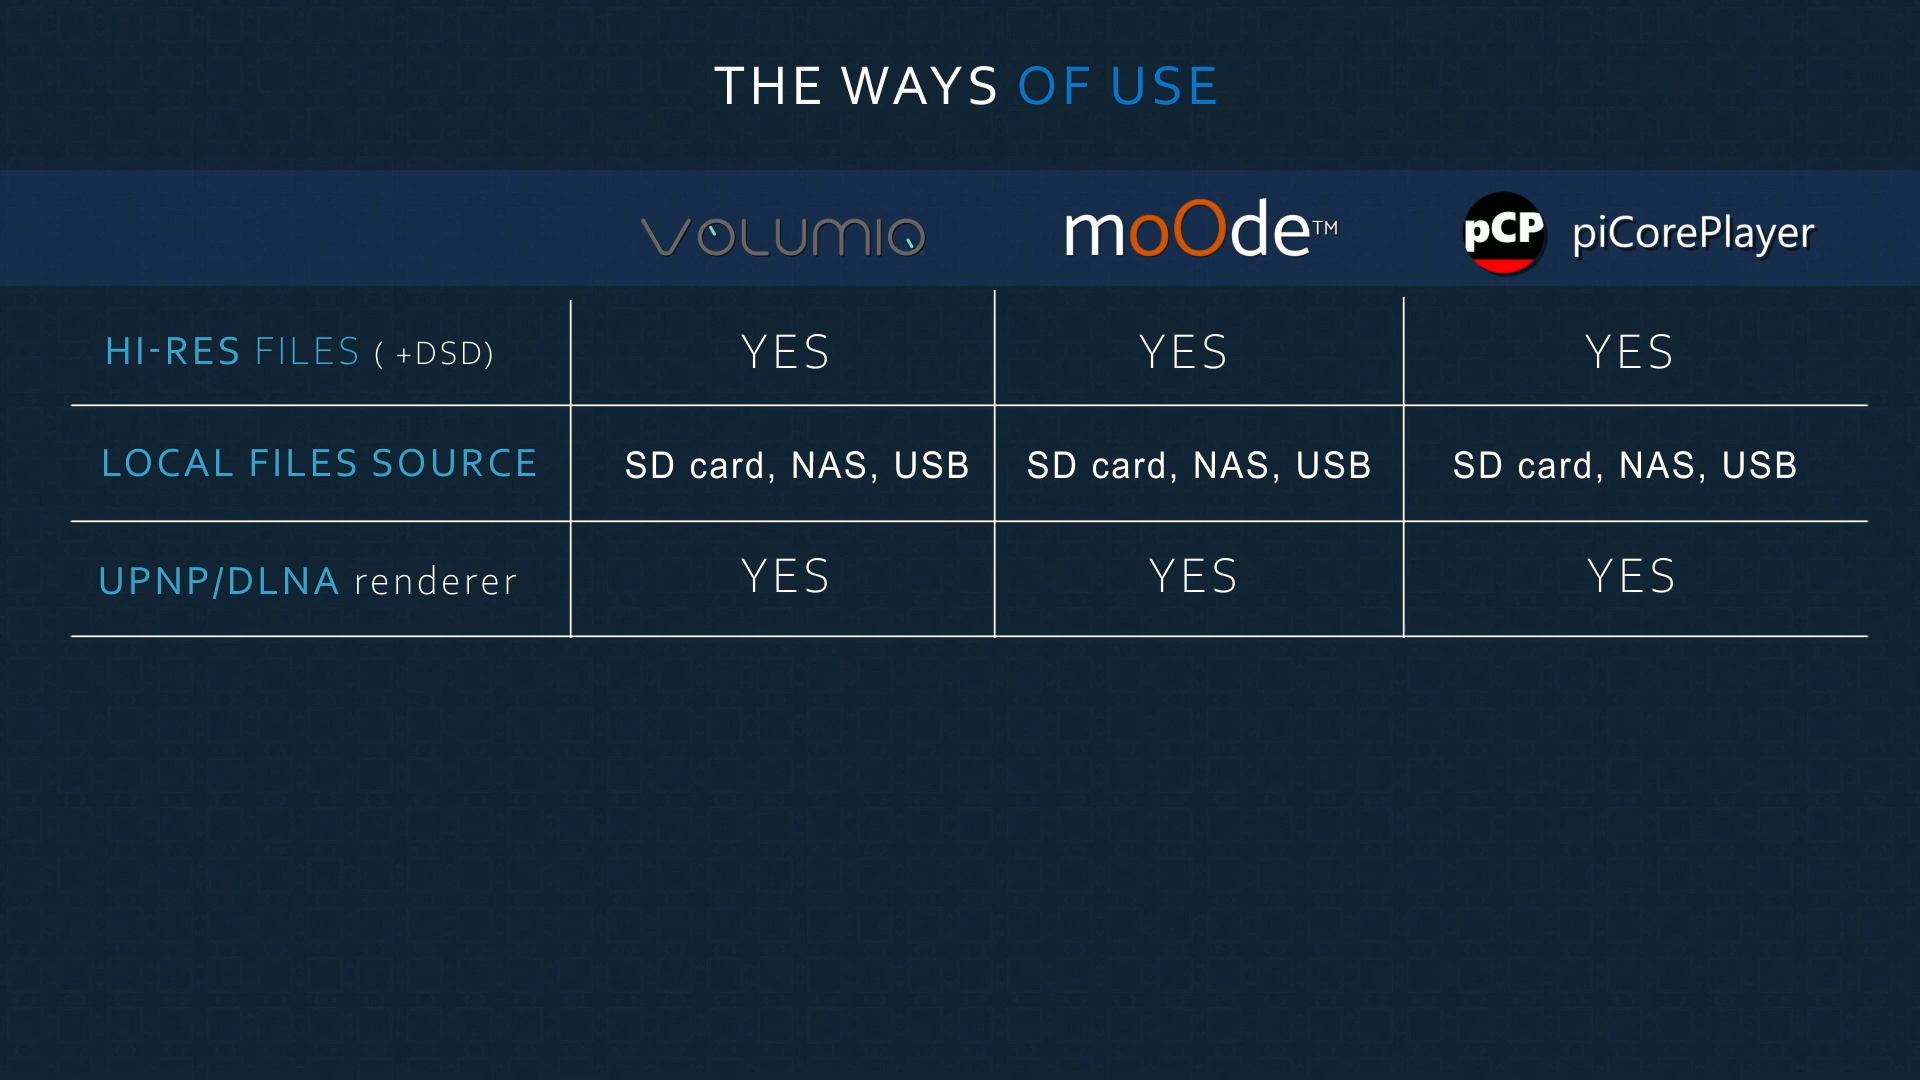 THE WAYS OF USE
VOLUMIO moOde™ pCP piCorePlayer
HI-RES FILES ( +DSD) YES YES YES
LOCAL FILES SOURCE SD card, NAS, USB SD card, NAS, USB SD card, NAS, USB
UPNP/DLNA renderer YES YES YES